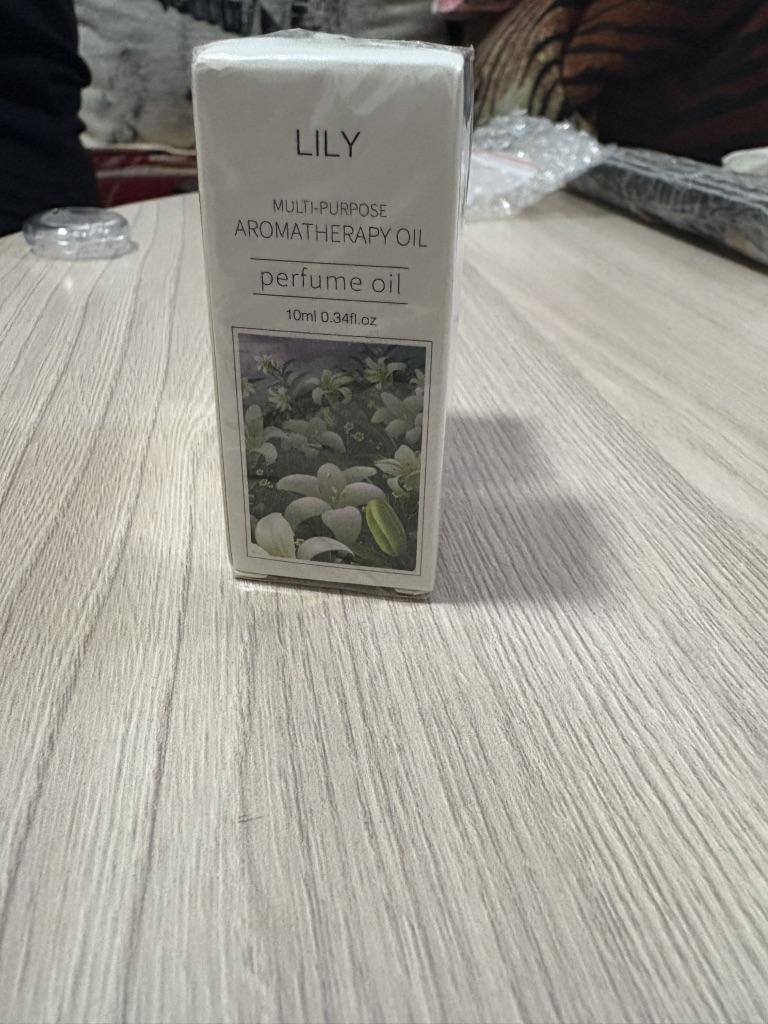 LILY
MULTI-PURPOSE
AROMATHERAPY OIL
perfume oil
10ml 0.34fl.oz